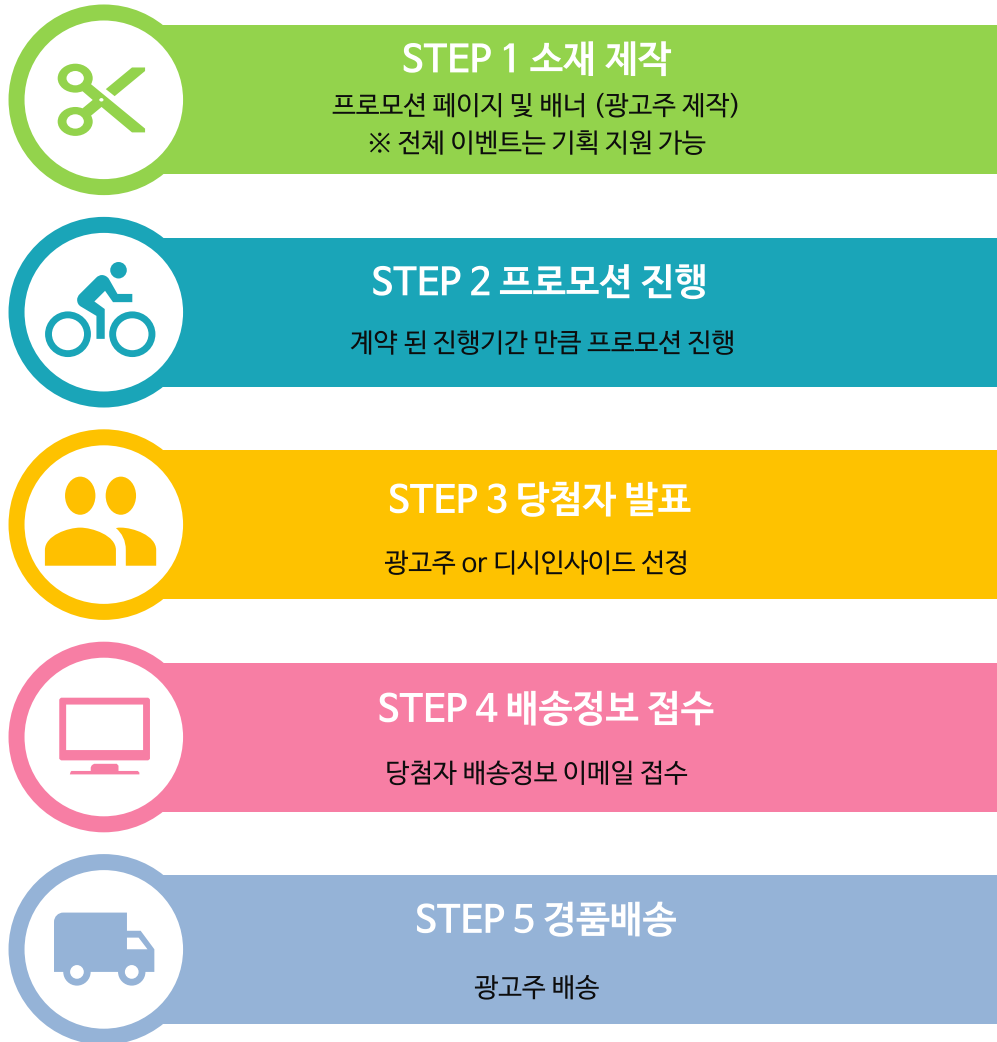 STEP 1 소재 제작
프로모션 페이지 및 배너 (광고주 제작)
※ 전체 이벤트는 기획 지원 가능
STEP 2 프로모션 진행
계약 된 진행기간 만큼 프로모션 진행
STEP 3 당첨자 발표
광고주 or 디시인사이드 선정
STEP 4 배송정보 접수
당첨자 배송정보 이메일 접수
STEP 5 경품배송
광고주 배송